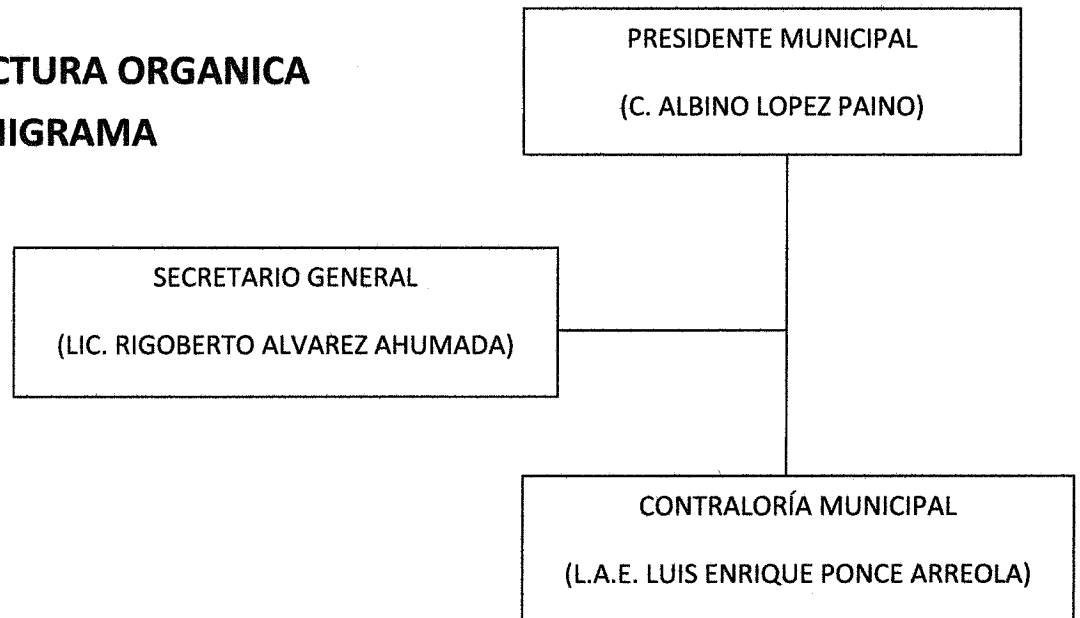 CTURA ORGANICA
NIGRAMA
PRESIDENTE MUNICIPAL
(C. ALBINO LOPEZ PAINO)
SECRETARIO GENERAL
(LIC. RIGOBERTO ALVAREZ AHUMADA)
CONTRALORÍA MUNICIPAL
(L.A.E. LUIS ENRIQUE PONCE ARREOLA)